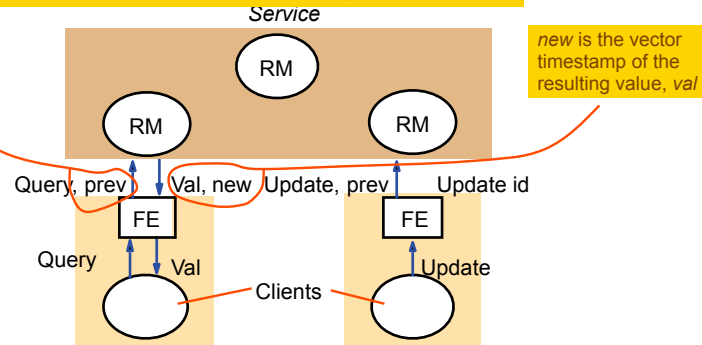 Service
new is the vector
timestamp of the
resulting value, val
RM
RM
RM
Query, prev
Val, new
Update, prev
Update id
FE
FE
Query
Val
Update
Clients